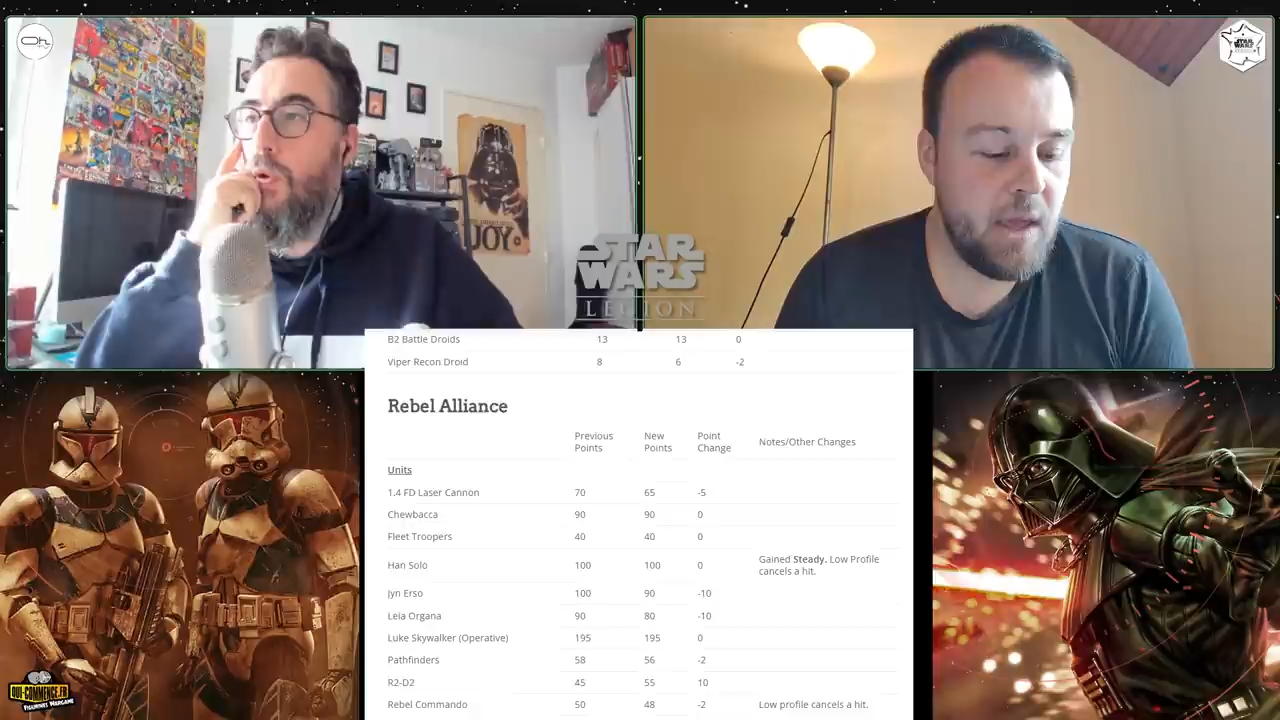 JOY
STAR
WARS
LEGION
B2 Battle Droids 13 13 0
Viper Recon Droid 8 6 -2
Rebel Alliance
Previous Points New Points Point Change Notes/Other Changes
Units
1.4 FD Laser Cannon 70 65 -5
Chewbacca 90 90 0
Fleet Troopers 40 40 0
Han Solo 100 100 0 Gained Steady. Low Profile cancels a hit.
Jyn Erso 100 90 -10
Leia Organa 90 80 -10
Luke Skywalker (Operative) 195 195 0
Pathfinders 58 56 -2
R2-D2 45 55 10
Rebel Commando 50 48 -2 Low profile cancels a hit.
QUI-COMMENCE.FR
FIGURINES WARGAME